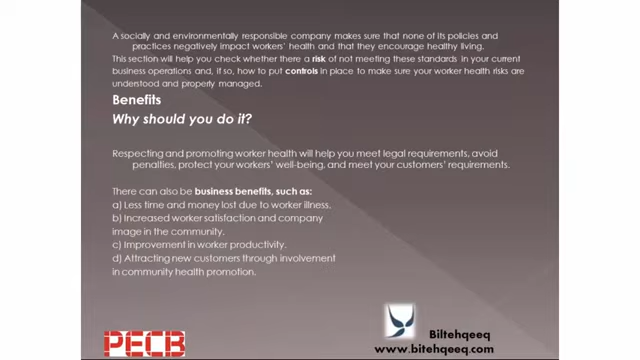 A socially and environmentally responsible company makes sure that none of its policies and
practices negatively impact workers' health and that they encourage healthy living.
This section will help you check whether there a risk of not meeting these standards in your current
business operations and, if so, how to put controls in place to make sure your worker health risks are
understood and properly managed.
Benefits
Why should you do it?
Respecting and promoting worker health will help you meet legal requirements, avoid
penalties, protect your workers' well-being, and meet your customers' requirements.
There can also be business benefits, such as:
a) Less time and money lost due to worker illness.
b) Increased worker satisfaction and company
image in the community.
c) Improvement in worker productivity.
d) Attracting new customers through involvement
in community health promotion.
PECB
Biltehqeeq
www.bitehqeeq.com